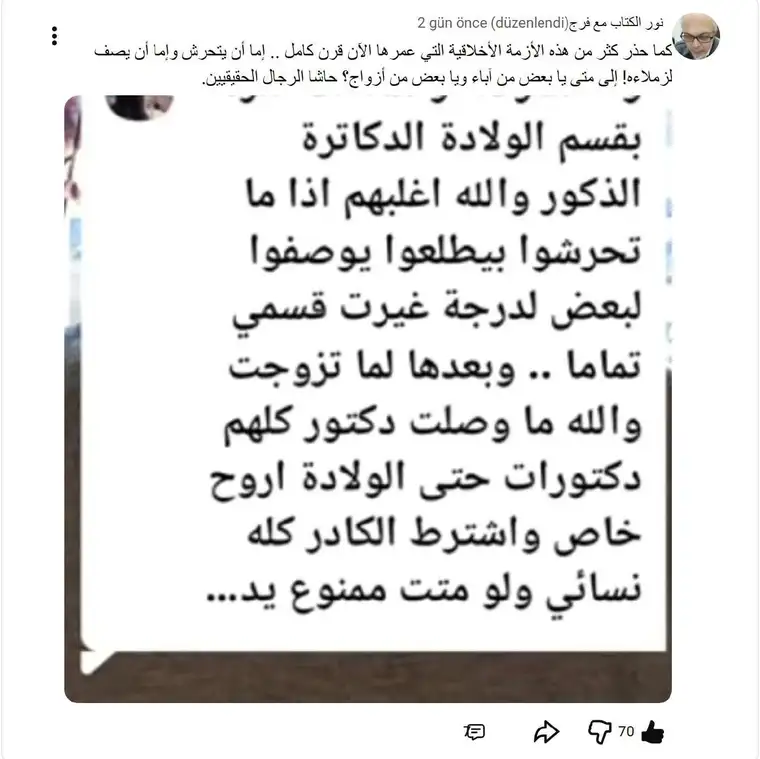 نور الكتاب مع فرج(düzenlendi) 2 gün önce
كما حذر كثر من هذه الأزمة الأخلاقية التي عمرها الآن قرن كامل .. إما أن يتحرش وإما أن يصف
لزملاءه! إلى متى يا بعض من آباء ويا بعض من أزواج؟ حاشا الرجال الحقيقيين.
بقسم الولادة الدكاترة
الذكور والله اغلبهم اذا ما
تحرشوا بيطلعوا يوصفوا
لبعض لدرجة غيرت قسمي
تماما .. وبعدها لما تزوجت
والله ما وصلت دكتور كلهم
دكتورات حتى الولادة اروح
خاص واشترط الكادر كله
نسائي ولو متت ممنوع يد...
70